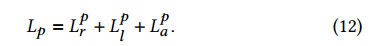 L_p = L_r^p + L_l^p + L_a^p. (12)